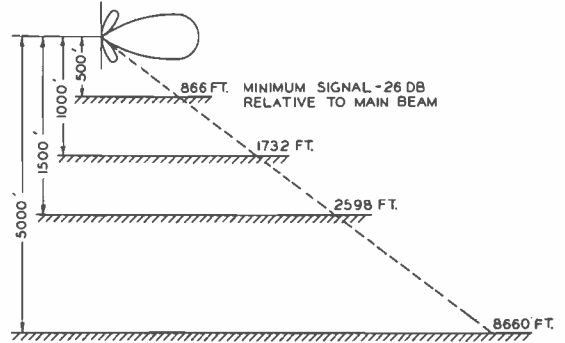 500'
1000'
1500'
5000'
866 FT. MINIMUM SIGNAL -26 DB
RELATIVE TO MAIN BEAM
1732 FT.
2598 FT.
8660 FT.